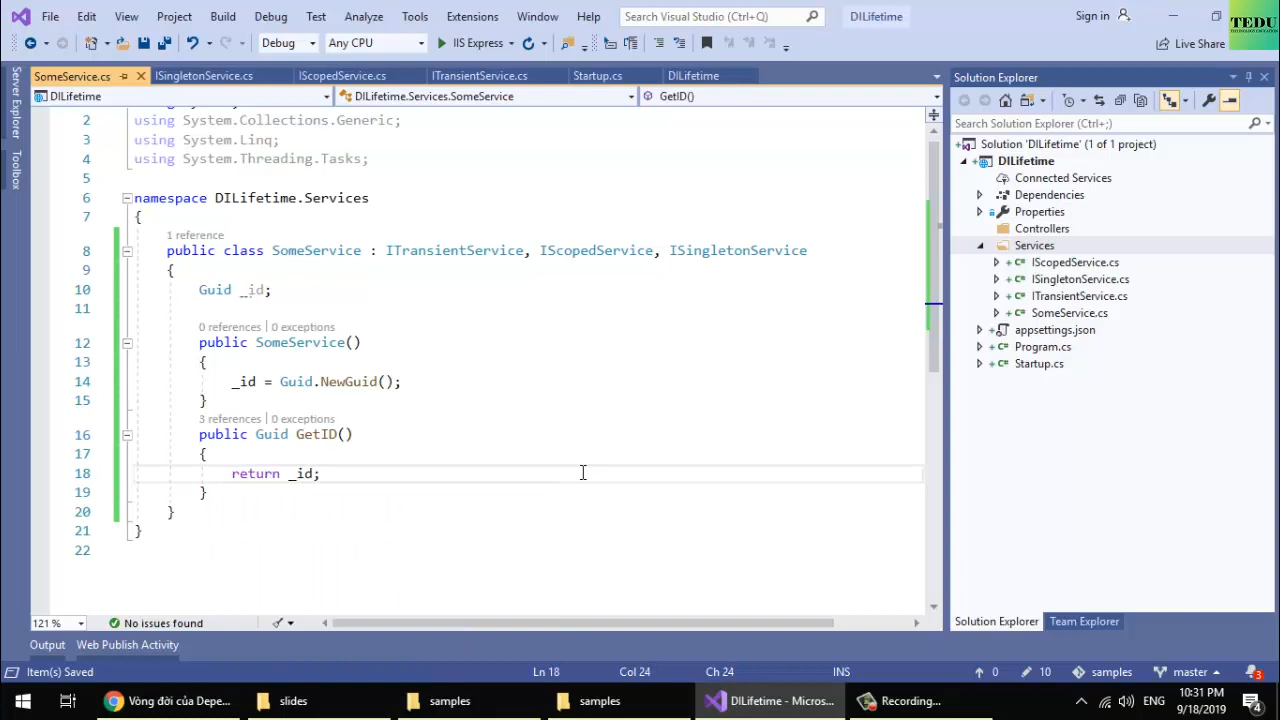 File Edit View Project Build Debug Test Analyze Tools Extensions Window Help Search Visual Studio (Ctrl+Q) DILifetime Sign in
TEDU
Debug Any CPU IIS Express Live Share
SomeService.cs ISingletonService.cs IScopedService.cs ITransientService.cs Startup.cs DILifetime
DILifetime DILifetime.Services.SomeService GetID()
Server Explorer
Toolbox
2 using System.Collections.Generic;
3 using System.Linq;
4 using System.Threading.Tasks;
5
6 namespace DILifetime.Services
7 {
1 reference
8 public class SomeService : ITransientService, IScopedService, ISingletonService
9 {
10 Guid _id;
11
0 references | 0 exceptions
12 public SomeService()
13 {
14 _id = Guid.NewGuid();
15 }
3 references | 0 exceptions
16 public Guid GetID()
17 {
18 return _id;
19 }
20 }
21 }
22
121 % No issues found
Solution Explorer
Search Solution Explorer (Ctrl+;)
Solution 'DILifetime' (1 of 1 project)
DILifetime
Connected Services
Dependencies
Properties
Controllers
Services
IScopedService.cs
ISingletonService.cs
ITransientService.cs
SomeService.cs
appsettings.json
Program.cs
Startup.cs
Solution Explorer Team Explorer
Output Web Publish Activity
Item(s) Saved Ln 18 Col 24 Ch 24 INS 0 10 samples master 3
Vòng đời của Depe... slides samples samples DILifetime - Micros... Recording... ENG 10:31 PM
9/18/2019 4